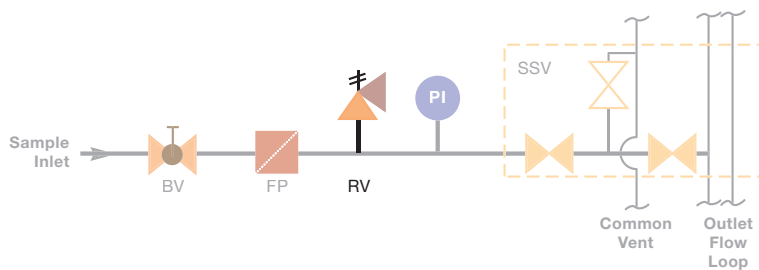 SSV
PI
Sample
Inlet
BV
FP
RV
Common
Vent
Outlet
Flow
Loop